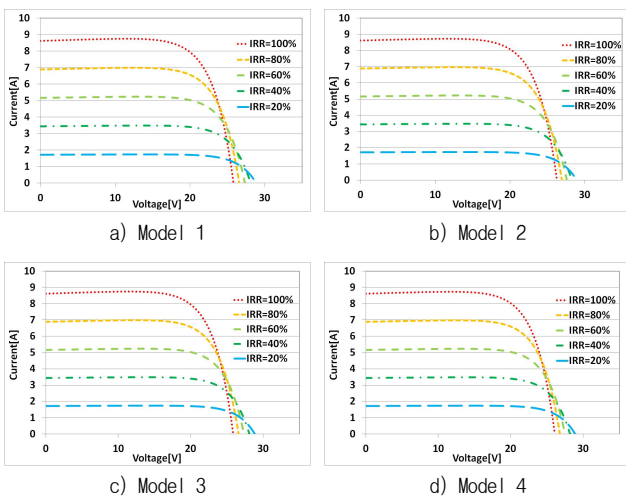 10
9
8
7
6
5
4
3
2
1
0
Current[A]
IRR=100%
IRR=80%
IRR=60%
IRR=40%
IRR=20%
0 10 20 30
Voltage[V]
a) Model 1
10
9
8
7
6
5
4
3
2
1
0
Current[A]
IRR=100%
IRR=80%
IRR=60%
IRR=40%
IRR=20%
0 10 20 30
Voltage[V]
b) Model 2
10
9
8
7
6
5
4
3
2
1
0
Current[A]
IRR=100%
IRR=80%
IRR=60%
IRR=40%
IRR=20%
0 10 20 30
Voltage[V]
c) Model 3
10
9
8
7
6
5
4
3
2
1
0
Current[A]
IRR=100%
IRR=80%
IRR=60%
IRR=40%
IRR=20%
0 10 20 30
Voltage[V]
d) Model 4